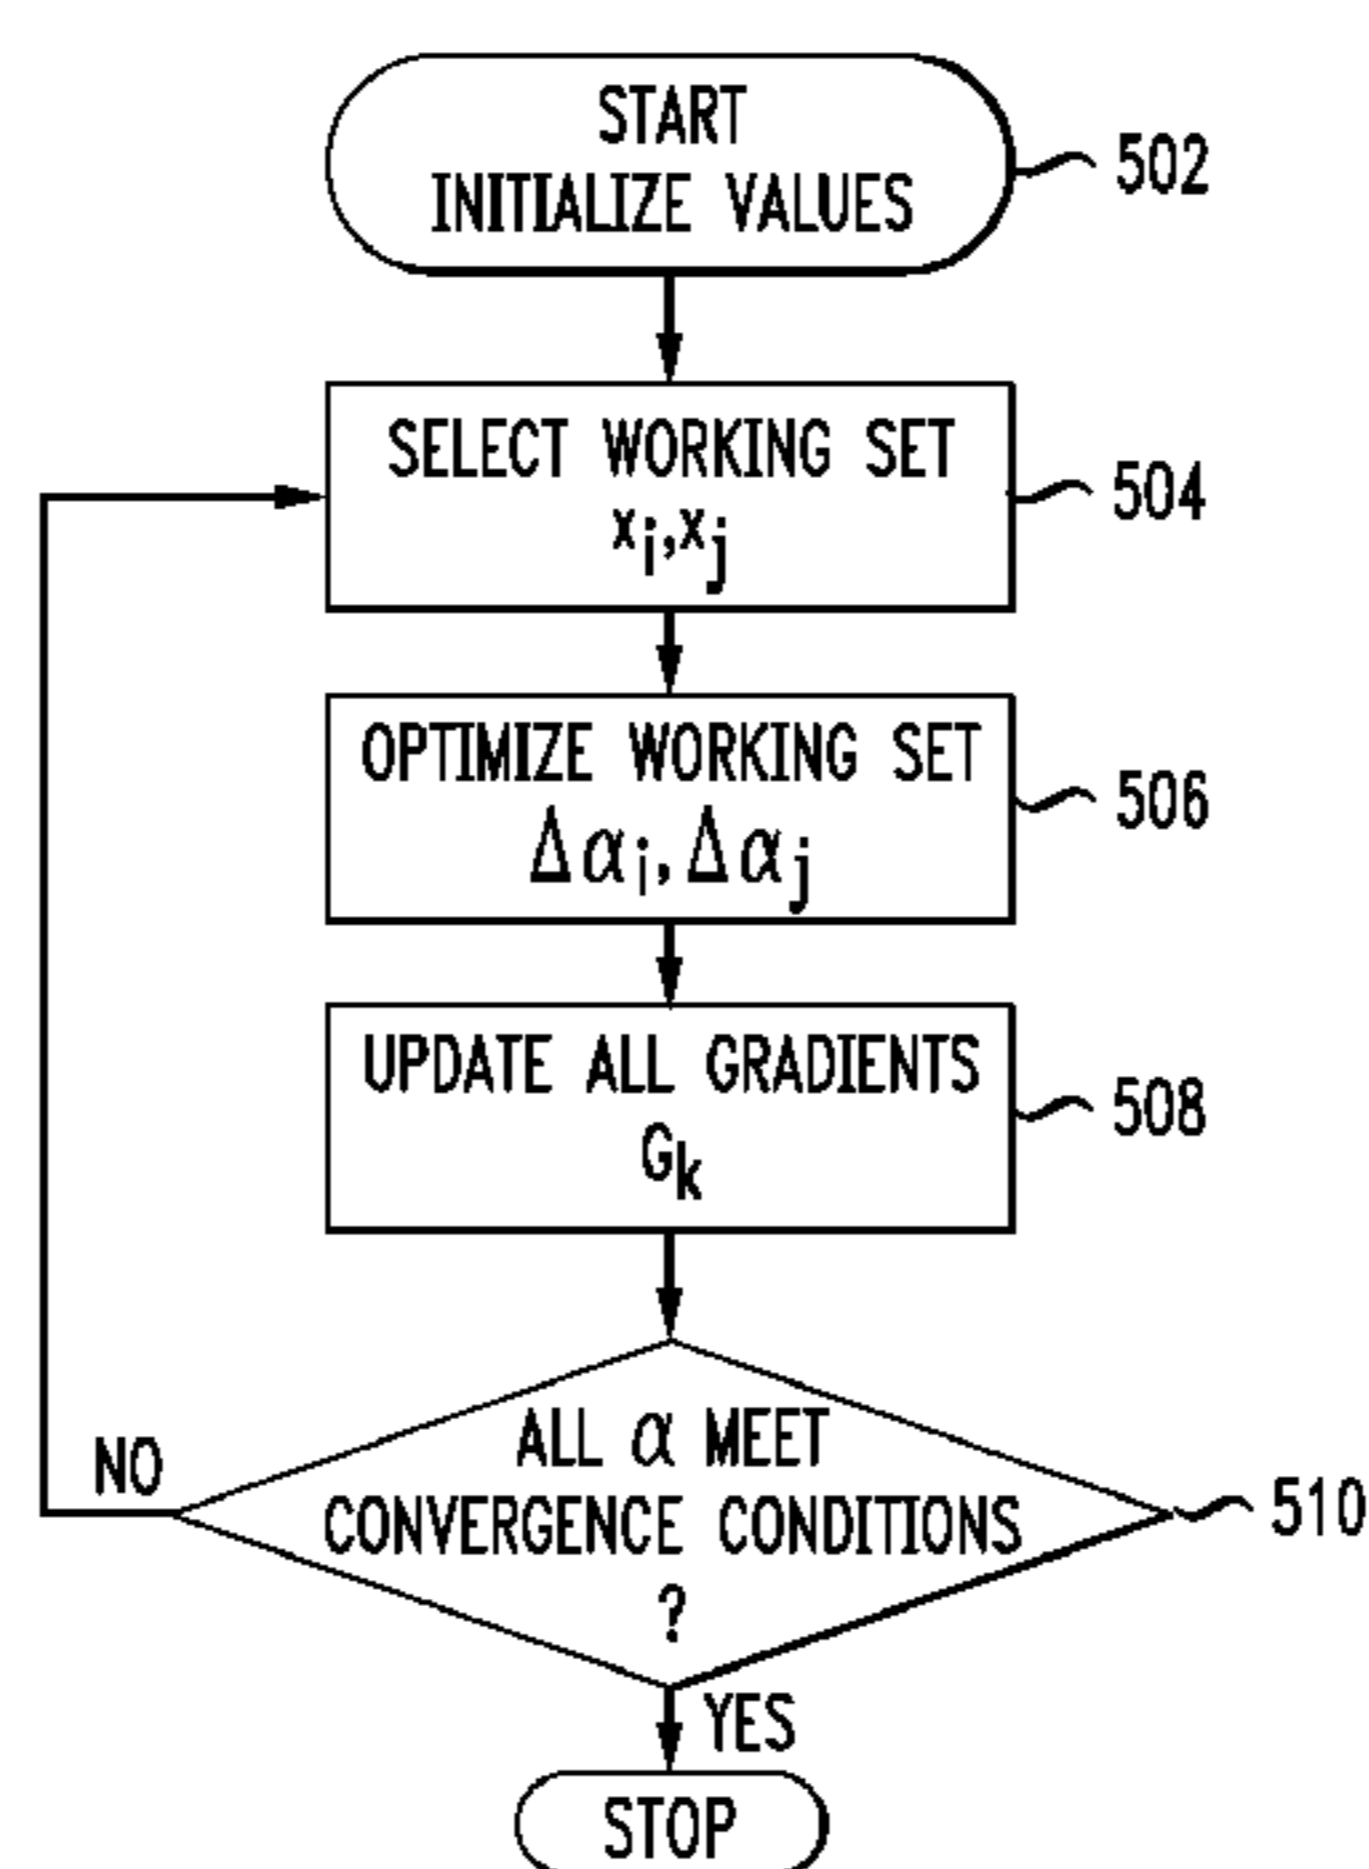 START
INITIALIZE VALUES
502
SELECT WORKING SET
xᵢ,xⱼ
504
OPTIMIZE WORKING SET
Δαᵢ,Δαⱼ
506
UPDATE ALL GRADIENTS
Gₖ
508
NO
ALL α MEET
CONVERGENCE CONDITIONS
?
510
YES
STOP